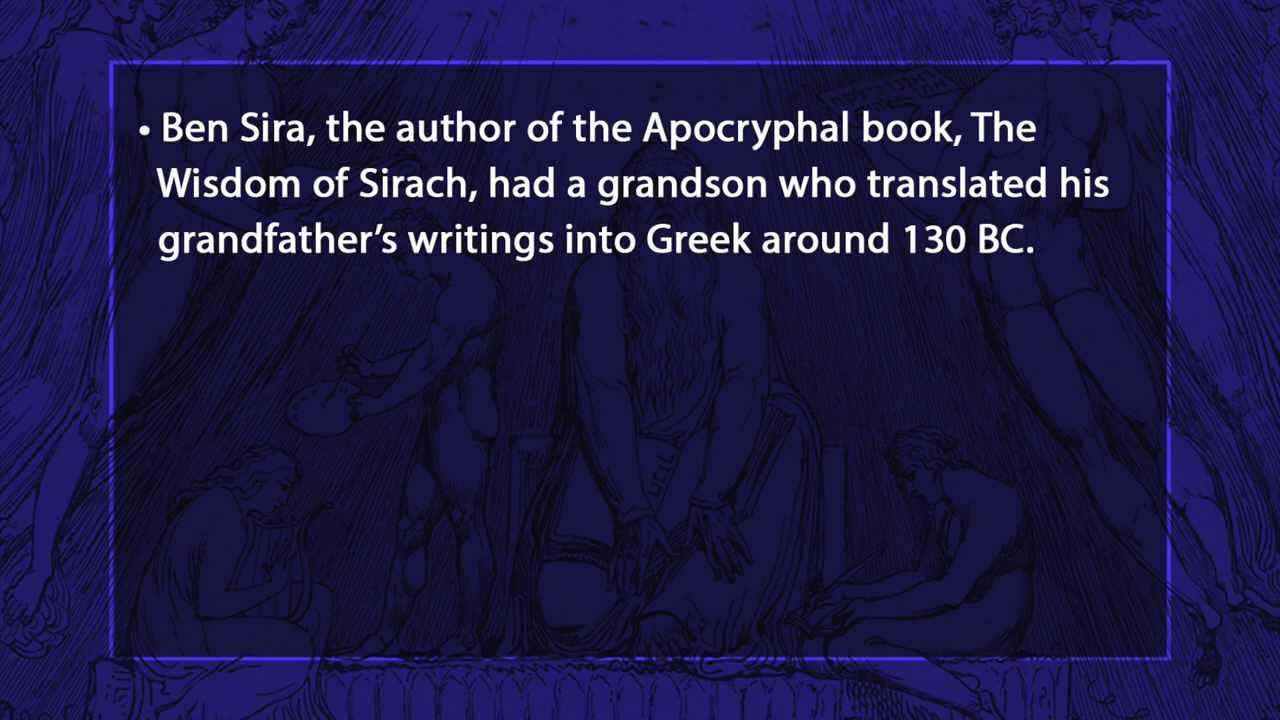 • Ben Sira, the author of the Apocryphal book, The
Wisdom of Sirach, had a grandson who translated his
grandfather’s writings into Greek around 130 BC.